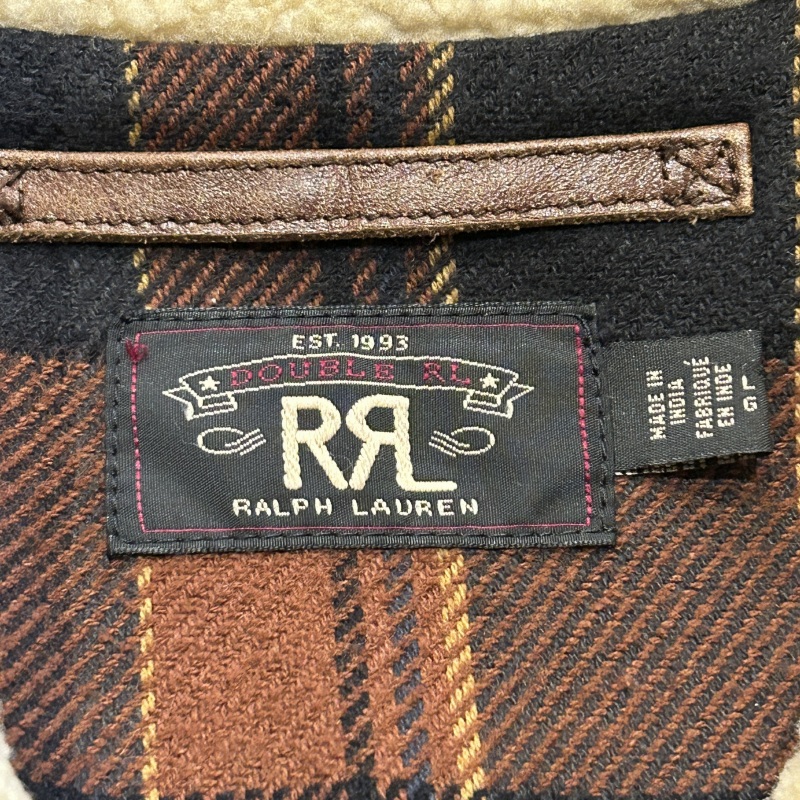 EST. 1993
DOUBLE RL
RRL
RALPH LAUREN
MADE IN
INDIA
FABRIQUÉ
EN INDE
L
G